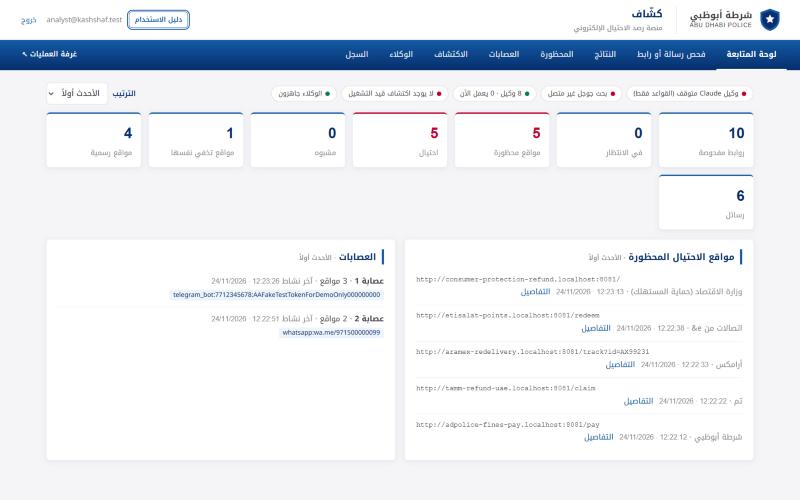 شرطة أبوظبي
ABU DHABI POLICE
كشّاف
منصة رصد الاحتيال الإلكتروني
دليل الاستخدام
analyst@kashshaf.test
خروج
لوحة المتابعة
فحص رسالة أو رابط
النتائج
المحظورة
العصابات
الاكتشاف
الوكلاء
السجل
غرفة العمليات ↖
وكيل Claude متوقف (القواعد فقط)
بحث جوجل غير متصل
8 وكيل · 0 يعمل الآن
لا يوجد اكتشاف قيد التشغيل
الوكلاء جاهزون
الترتيب
الأحدث أولاً
10
روابط مفحوصة
0
في الانتظار
5
مواقع محظورة
5
احتيال
0
مشبوه
1
مواقع تخفي نفسها
4
مواقع رسمية
6
رسائل
مواقع الاحتيال المحظورة · الأحدث أولاً
http://consumer-protection-refund.localhost:8081/
وزارة الاقتصاد (حماية المستهلك) · 12:23:13 24/11/2026 التفاصيل
http://etisalat-points.localhost:8081/redeem
اتصالات من e& · 12:22:38 24/11/2026 التفاصيل
http://aramex-redelivery.localhost:8081/track?id=AX99231
أرامكس · 12:22:33 24/11/2026 التفاصيل
http://tamm-refund-uae.localhost:8081/claim
تم · 12:22:22 24/11/2026 التفاصيل
http://adpolice-fines-pay.localhost:8081/pay
شرطة أبوظبي · 12:22:12 24/11/2026 التفاصيل
العصابات · الأحدث أولاً
عصابة 1 · 3 مواقع · آخر نشاط 12:23:26 24/11/2026
telegram_bot:7712345678:AAFakeTestTokenForDemoOnly000000000
عصابة 2 · 2 مواقع · آخر نشاط 12:22:51 24/11/2026
whatsapp:wa.me/971500000099